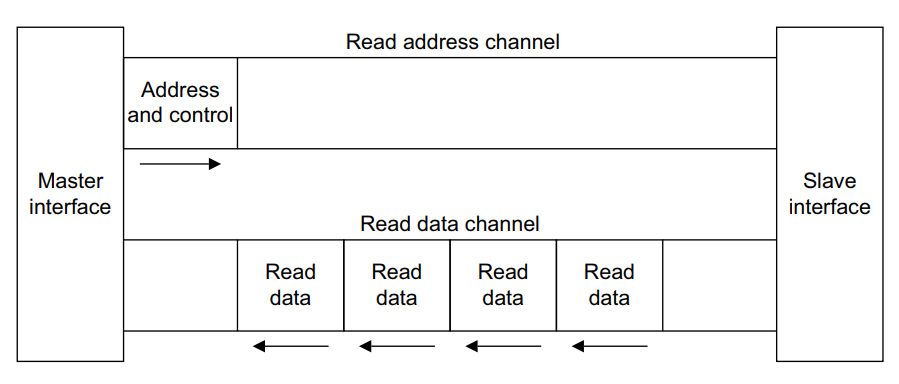 Read address channel
Address
and control
Master
interface
Slave
interface
Read data channel
Read
data
Read
data
Read
data
Read
data